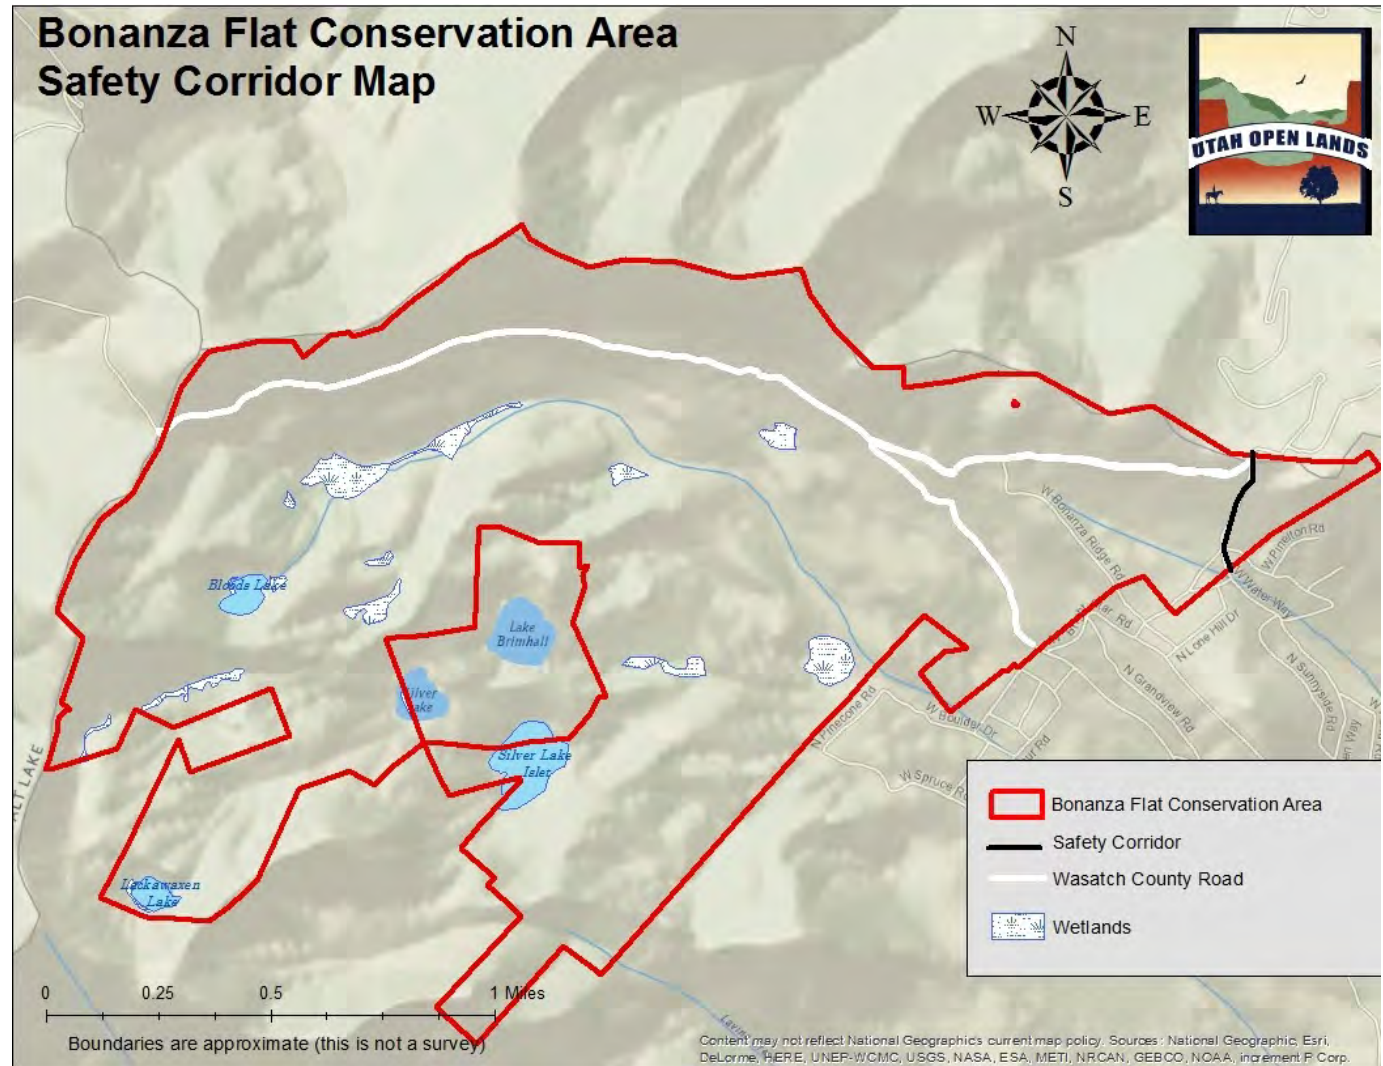 Bonanza Flat Conservation Area
Safety Corridor Map
N
W
E
S
UTAH OPEN LANDS
W Bonanza Ridge Rd
W Pinelton Rd
W Water Way
N Lone Hill Dr
N Sunnyside Rd
N Grandview Rd
Bloods Lake
Lake
Brimhall
Silver
Lake
Silver Lake
Islet
N Pinecone Rd
W Boulder Dr
W Spruce Rd
ALT LAKE
Lackawaxen
Lake
Bonanza Flat Conservation Area
Safety Corridor
Wasatch County Road
Wetlands
0 0.25 0.5 1 Miles
Boundaries are approximate (this is not a survey)
Content may not reflect National Geographic's current map policy. Sources: National Geographic, Esri,
DeLorme, HERE, UNEP-WCMC, USGS, NASA, ESA, METI, NRCAN, GEBCO, NOAA, increment P Corp.